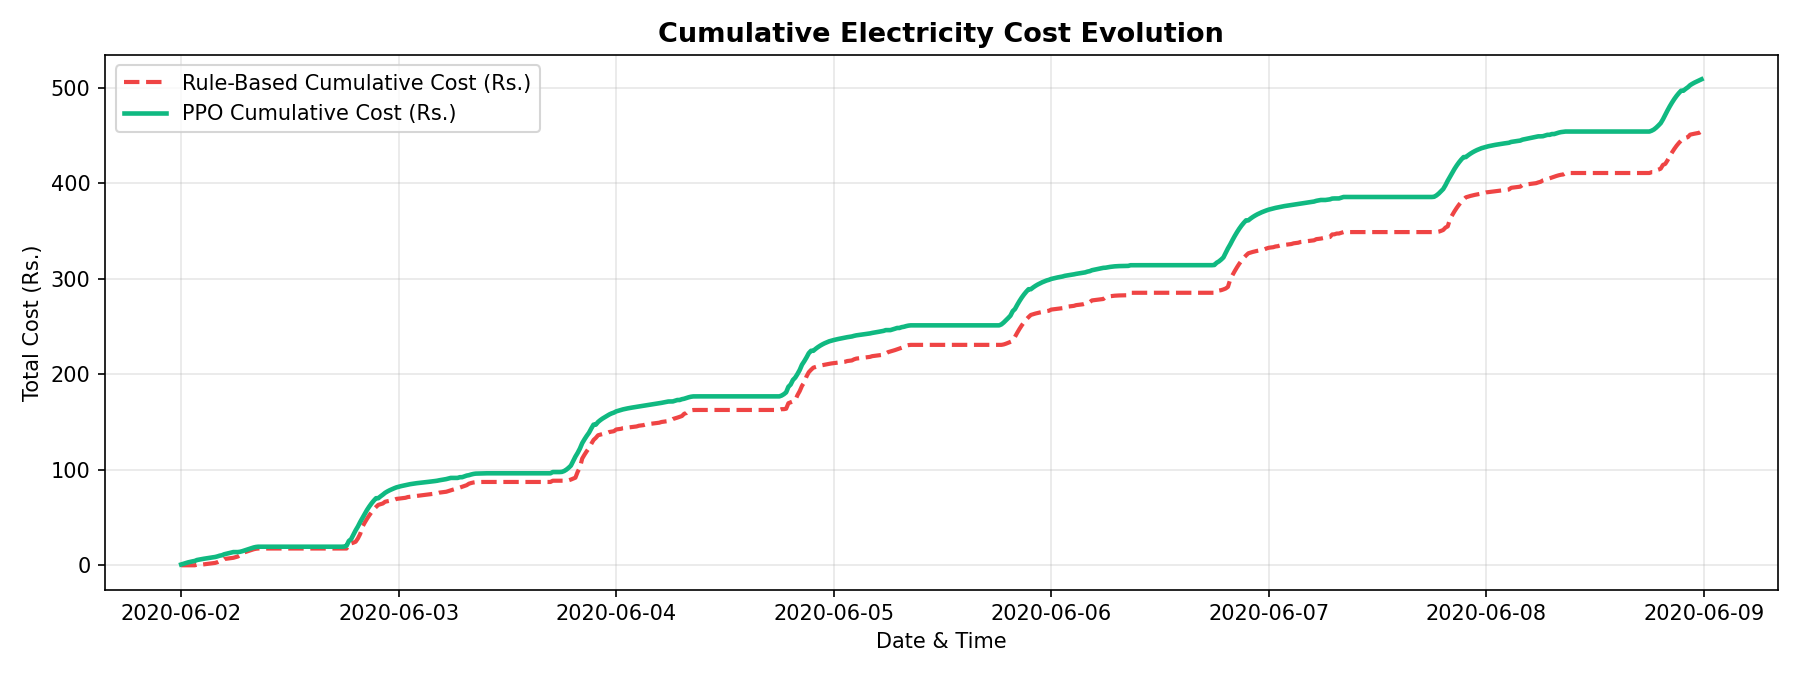 Cumulative Electricity Cost Evolution
Rule-Based Cumulative Cost (Rs.)
PPO Cumulative Cost (Rs.)
Total Cost (Rs.)
500
400
300
200
100
0
2020-06-02 2020-06-03 2020-06-04 2020-06-05 2020-06-06 2020-06-07 2020-06-08 2020-06-09
Date & Time